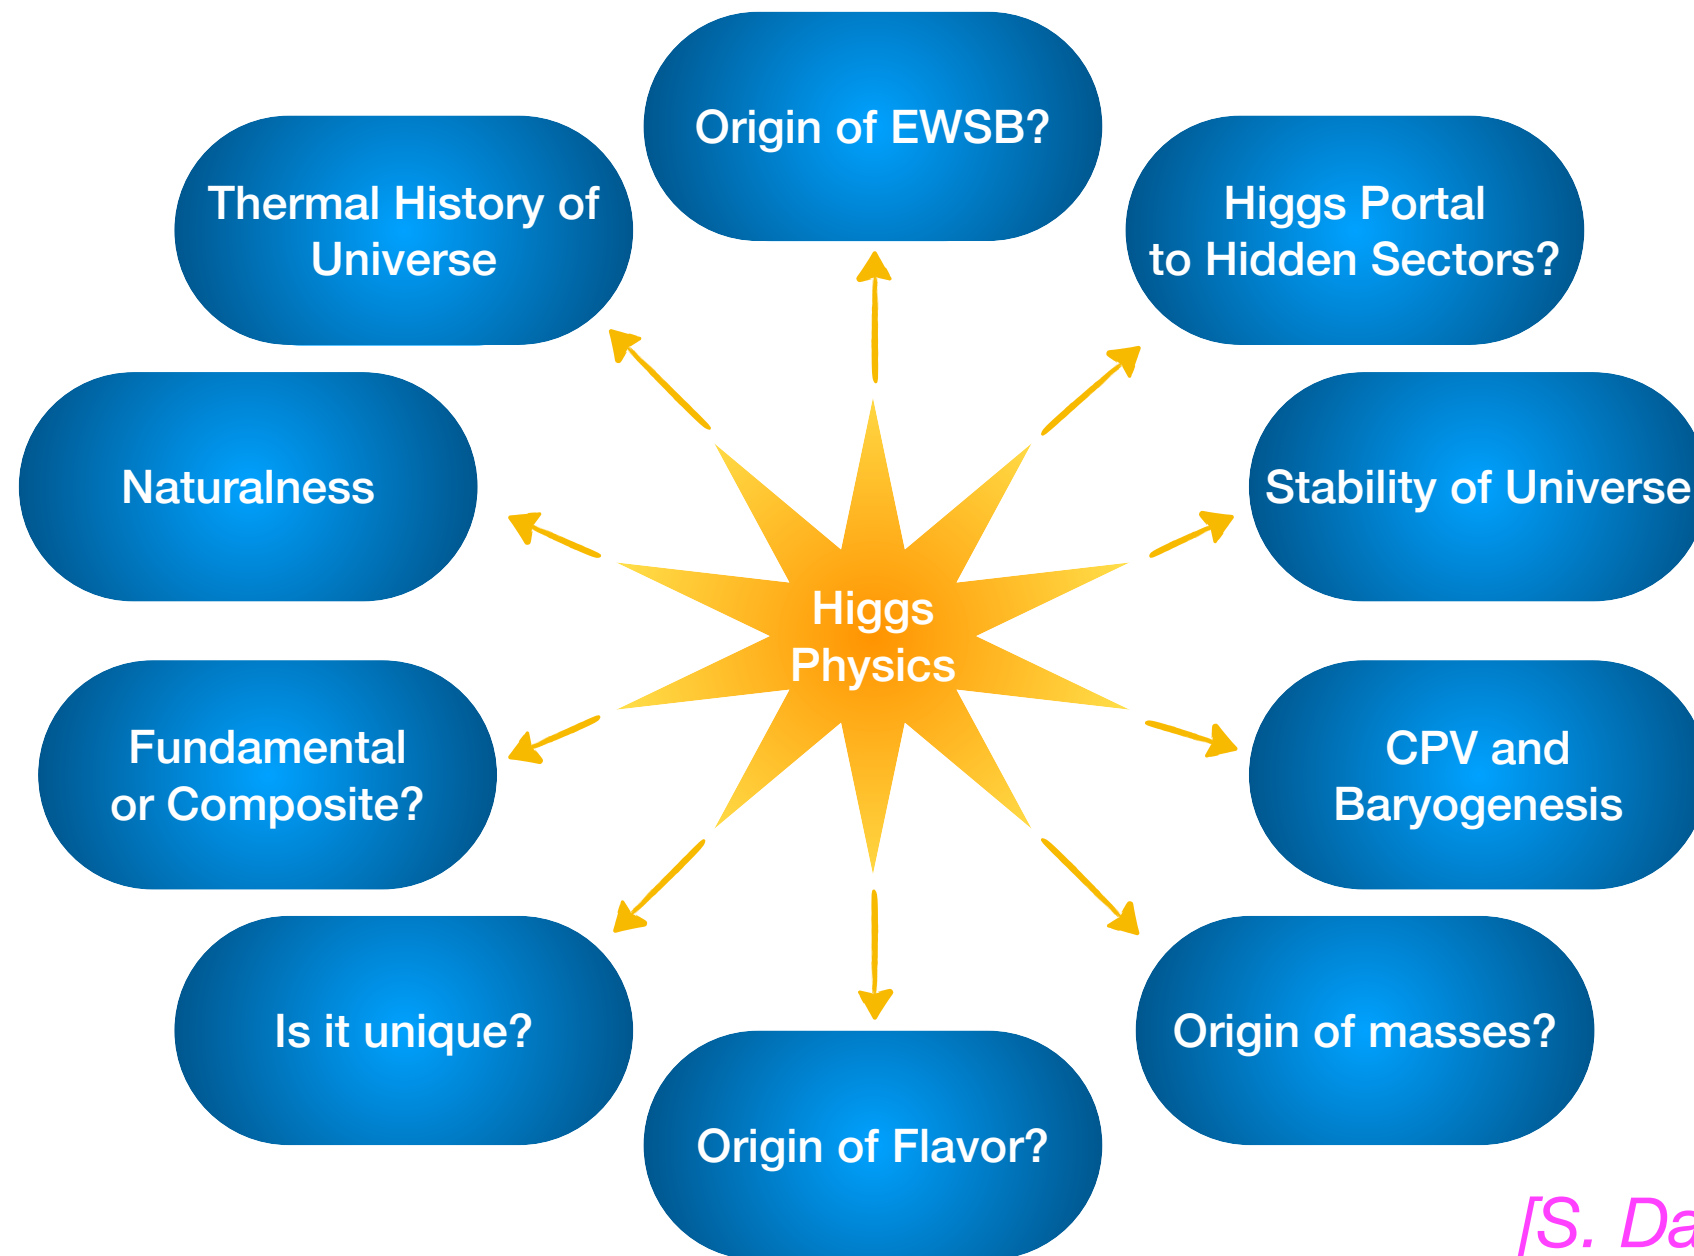 Origin of EWSB?
Thermal History of
Universe
Higgs Portal
to Hidden Sectors?
Naturalness
Stability of Universe
Higgs
Physics
Fundamental
or Composite?
CPV and
Baryogenesis
Is it unique?
Origin of masses?
Origin of Flavor?
[S. Da